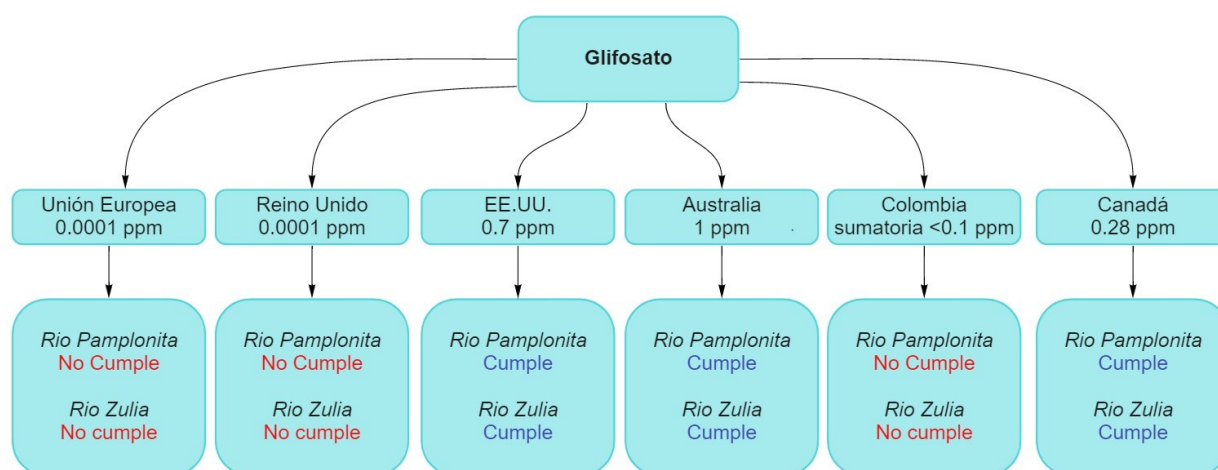 Glifosato
Unión Europea
0.0001 ppm
Reino Unido
0.0001 ppm
EE.UU.
0.7 ppm
Australia
1 ppm
Colombia
sumatoria <0.1 ppm
Canadá
0.28 ppm
Rio Pamplonita
No Cumple
Rio Zulia
No cumple
Rio Pamplonita
No Cumple
Rio Zulia
No cumple
Rio Pamplonita
Cumple
Rio Zulia
Cumple
Rio Pamplonita
Cumple
Rio Zulia
Cumple
Rio Pamplonita
No Cumple
Rio Zulia
No cumple
Rio Pamplonita
Cumple
Rio Zulia
Cumple